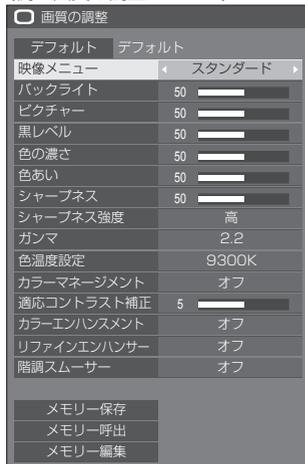 画質の調整
デフォルト デフォルト
映像メニュー スタンダード
バックライト 50
ピクチャー 50
黒レベル 50
色の濃さ 50
色あい 50
シャープネス 50
シャープネス強度 高
ガンマ 2.2
色温度設定 9300K
カラーマネージメント オフ
適応コントラスト補正 5
カラーエンハンスメント オフ
リファインエンハンサー オフ
階調スムーサー オフ
メモリー保存
メモリー呼出
メモリー編集